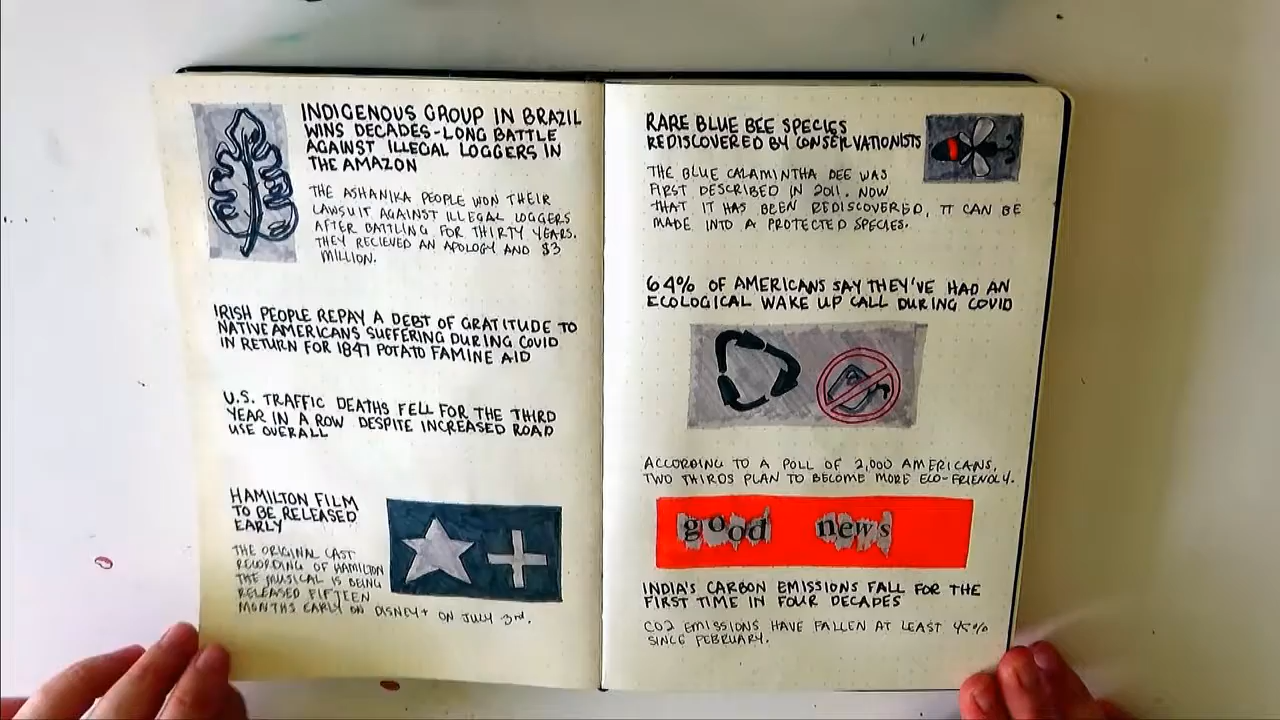 INDIGENOUS GROUP IN BRAZIL
WINS DECADES-LONG BATTLE
AGAINST ILLEGAL LOGGERS IN
THE AMAZON
THE ASHANIKA PEOPLE WON THEIR
LAWSUIT AGAINST ILLEGAL LOGGERS
AFTER BATTLING FOR THIRTY YEARS.
THEY RECIEVED AN APOLOGY AND $3
MILLION.
IRISH PEOPLE REPAY A DEBT OF GRATITUDE TO
NATIVE AMERICANS SUFFERING DURING COVID
IN RETURN FOR 1847 POTATO FAMINE AID
U.S. TRAFFIC DEATHS FELL FOR THE THIRD
YEAR IN A ROW DESPITE INCREASED ROAD
USE OVERALL
HAMILTON FILM
TO BE RELEASED
EARLY
THE ORIGINAL CAST
RECORDING OF HAMILTON
THE MUSICAL IS BEING
RELEASED FIFTEEN
MONTHS EARLY ON DISNEY+ ON JULY 3rd.
RARE BLUE BEE SPECIES
REDISCOVERED BY CONSERVATIONISTS
THE BLUE CALAMINTHA BEE WAS
FIRST DESCRIBED IN 2011. NOW
THAT IT HAS BEEN REDISCOVERED, IT CAN BE
MADE INTO A PROTECTED SPECIES.
64% OF AMERICANS SAY THEY'VE HAD AN
ECOLOGICAL WAKE UP CALL DURING COVID
ACCORDING TO A POLL OF 2,000 AMERICANS,
TWO THIRDS PLAN TO BECOME MORE ECO-FRIENDLY.
good news
INDIA'S CARBON EMISSIONS FALL FOR THE
FIRST TIME IN FOUR DECADES
CO2 EMISSIONS HAVE FALLEN AT LEAST 45%
SINCE FEBRUARY.